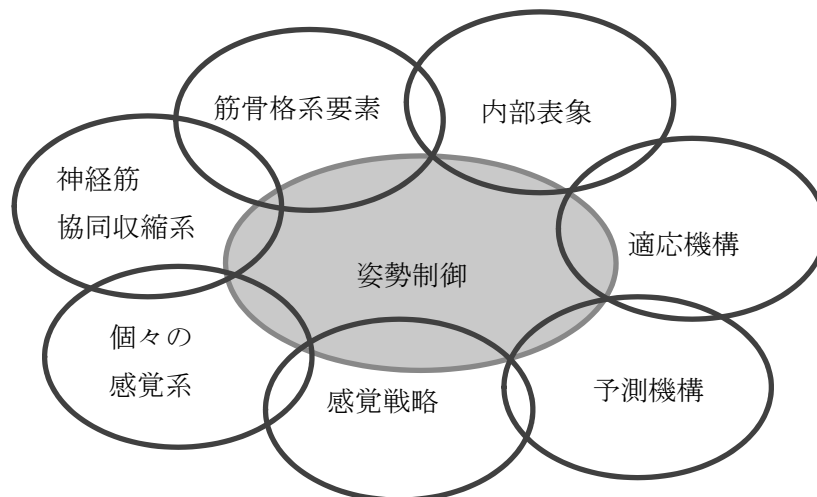 筋骨格系要素
内部表象
神経筋
協同収縮系
適応機構
姿勢制御
個々の
感覚系
感覚戦略
予測機構